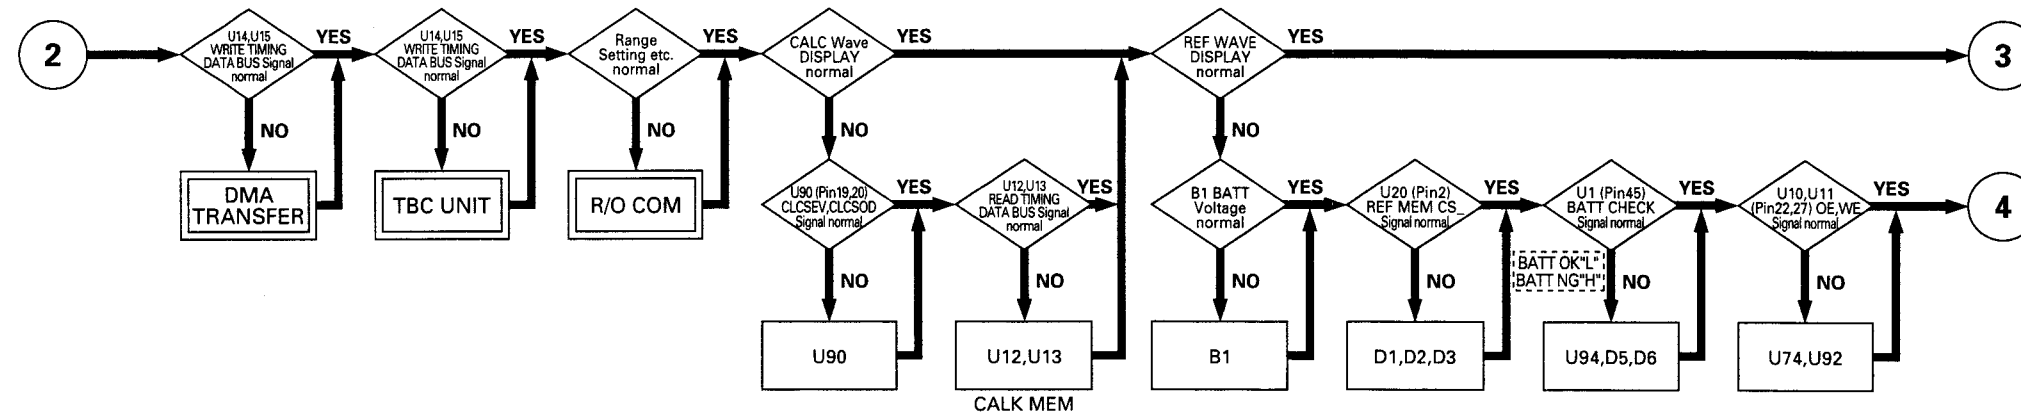 2
U14,U15
WRITE TIMING
DATA BUS Signal
normal
YES
NO
DMA
TRANSFER
U14,U15
WRITE TIMING
DATA BUS Signal
normal
YES
NO
TBC UNIT
Range
Setting etc.
normal
YES
NO
R/O COM
CALC Wave
DISPLAY
normal
YES
NO
U90 (Pin19,20)
CLCSEV,CLCSOD
Signal normal
YES
NO
U90
U12,U13
READ TIMING
DATA BUS Signal
normal
YES
NO
U12,U13
CALK MEM
REF WAVE
DISPLAY
normal
YES
3
NO
B1 BATT
Voltage
normal
YES
NO
B1
U20 (Pin2)
REF MEM CS_
Signal normal
YES
NO
D1,D2,D3
U1 (Pin45)
BATT CHECK
Signal normal
YES
BATT OK"L"
BATT NG"H"
NO
U94,D5,D6
U10,U11
(Pin22,27) OE,WE
Signal normal
YES
4
NO
U74,U92